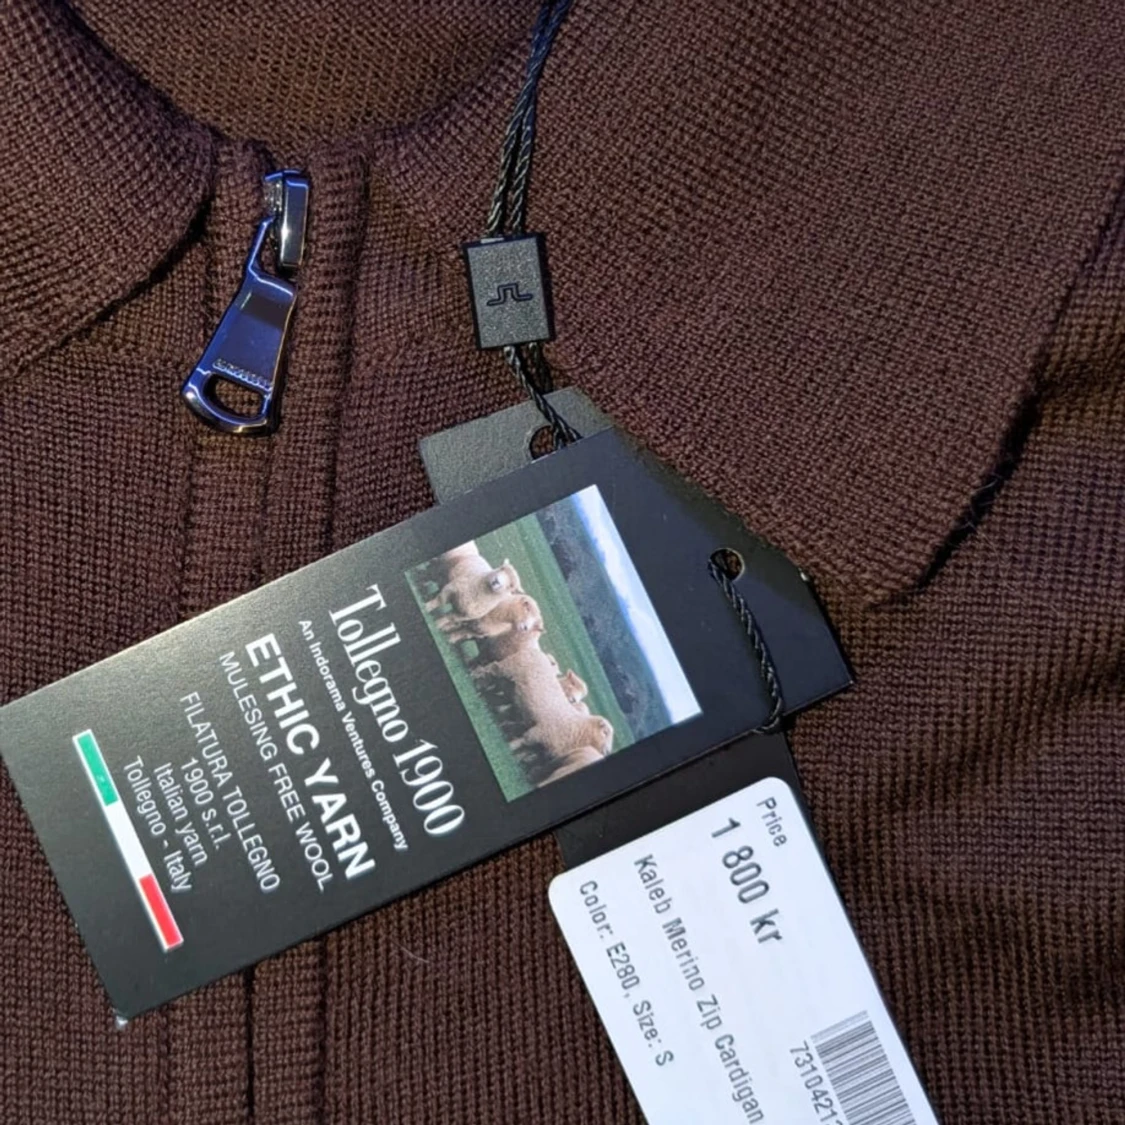 Tollegno 1900
An Indorama Ventures Company
ETHIC YARN
MULESING FREE WOOL
FILATURA TOLLEGNO
1900 s.r.l.
Italian yarn
Tollegno - Italy
Price
1 800 kr
Kaleb Merino Zip Cardigan
Color: E280, Size: S